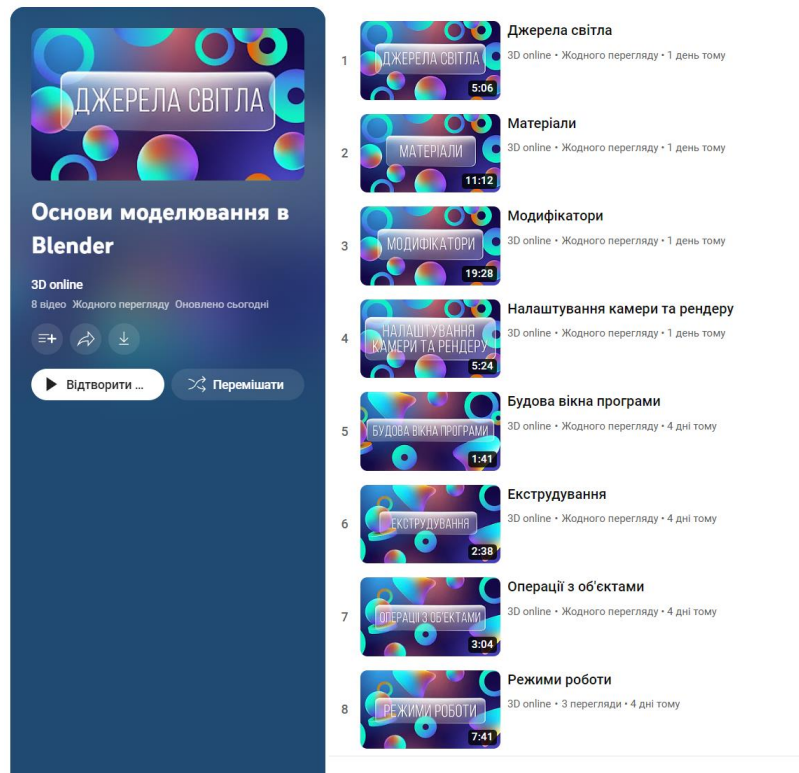 ДЖЕРЕЛА СВІТЛА
Основи моделювання в
Blender
3D online
8 відео Жодного перегляду Оновлено сьогодні
Відтворити ...
Перемішати
1
ДЖЕРЕЛА СВІТЛА
5:06
Джерела світла
3D online • Жодного перегляду • 1 день тому
2
МАТЕРІАЛИ
11:12
Матеріали
3D online • Жодного перегляду • 1 день тому
3
МОДИФІКАТОРИ
19:28
Модифікатори
3D online • Жодного перегляду • 1 день тому
4
НАЛАШТУВАННЯ
КАМЕРИ ТА РЕНДЕРУ
5:24
Налаштування камери та рендеру
3D online • Жодного перегляду • 1 день тому
5
БУДОВА ВІКНА ПРОГРАМИ
1:41
Будова вікна програми
3D online • Жодного перегляду • 4 дні тому
6
ЕКСТРУДУВАННЯ
2:38
Екструдування
3D online • Жодного перегляду • 4 дні тому
7
ОПЕРАЦІЇ З ОБ'ЄКТАМИ
3:04
Операції з об'єктами
3D online • Жодного перегляду • 4 дні тому
8
РЕЖИМИ РОБОТИ
7:41
Режими роботи
3D online • 3 перегляди • 4 дні тому